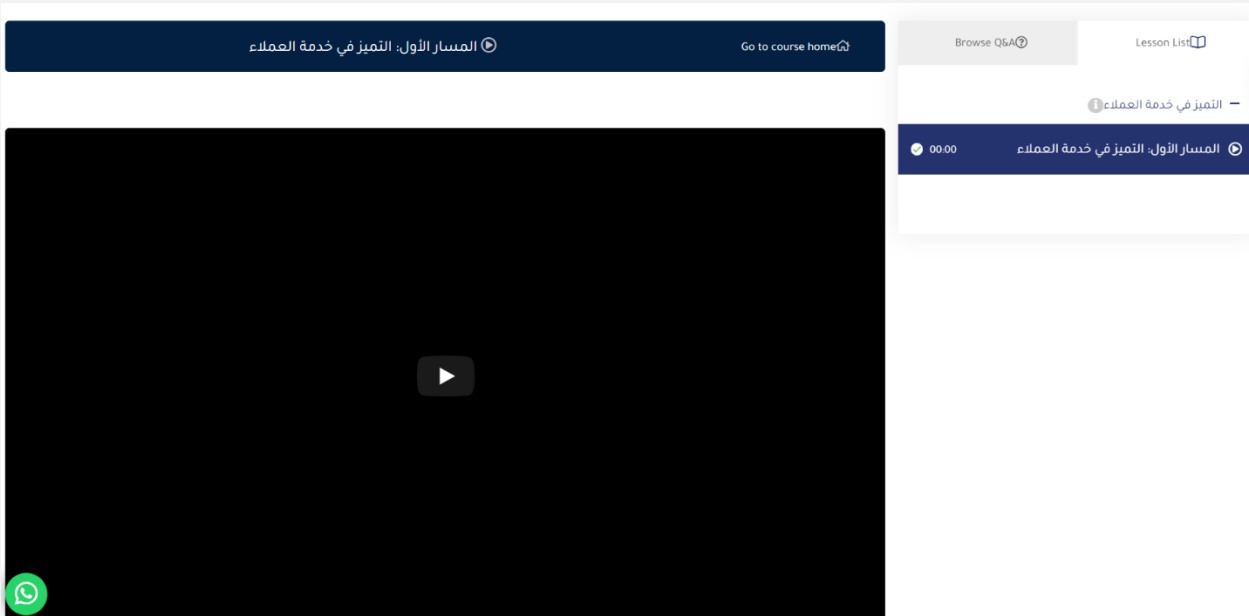 المسار الأول: التميز في خدمة العملاء
Go to course home
Lesson List
Browse Q&A
التميز في خدمة العملاء
المسار الأول: التميز في خدمة العملاء
00:00